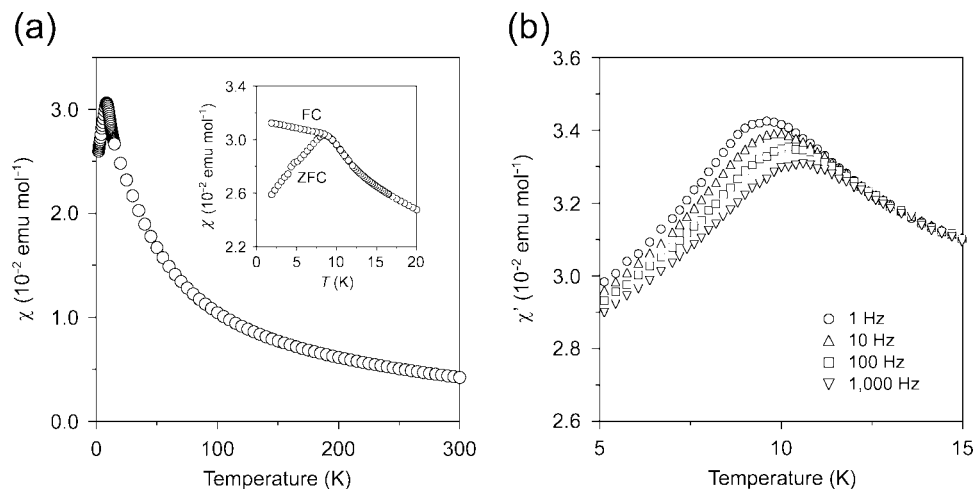 (a)
3.0
2.0
1.0
0.0
χ (10⁻² emu mol⁻¹)
0 100 200 300
Temperature (K)
3.4
3.0
2.6
2.2
χ (10⁻² emu mol⁻¹)
FC
ZFC
0 5 10 15 20
T (K)
(b)
3.6
3.4
3.2
3.0
2.8
2.6
χ' (10⁻² emu mol⁻¹)
1 Hz
10 Hz
100 Hz
1,000 Hz
5 10 15
Temperature (K)